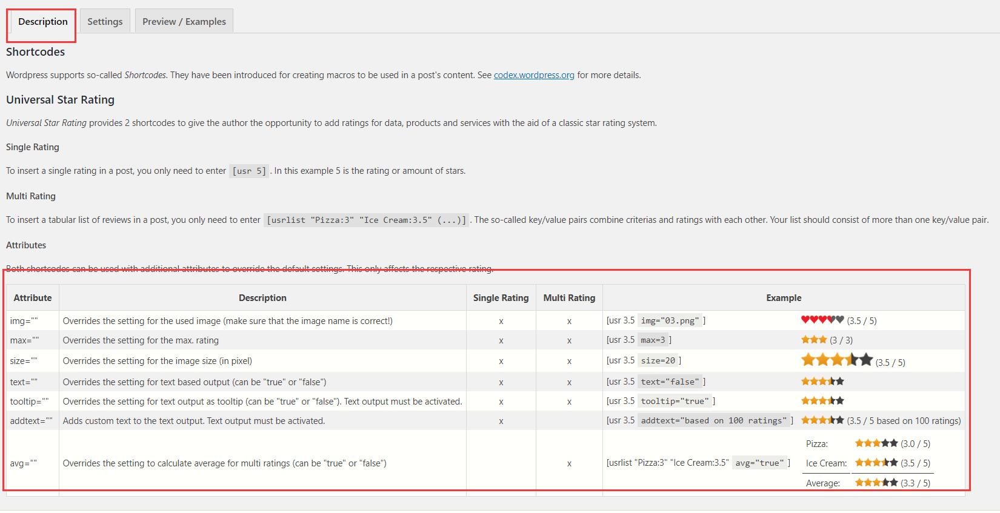 Description Settings Preview / Examples
Shortcodes
Wordpress supports so-called Shortcodes. They have been introduced for creating macros to be used in a post's content. See codex.wordpress.org for more details.
Universal Star Rating
Universal Star Rating provides 2 shortcodes to give the author the opportunity to add ratings for data, products and services with the aid of a classic star rating system.
Single Rating
To insert a single rating in a post, you only need to enter [usr 5] . In this example 5 is the rating or amount of stars.
Multi Rating
To insert a tabular list of reviews in a post, you only need to enter [usrlist "Pizza:3" "Ice Cream:3.5" (...)] . The so-called key/value pairs combine criterias and ratings with each other. Your list should consist of more than one key/value pair.
Attributes
Both shortcodes can be used with additional attributes to override the default settings. This only affects the respective rating.
Attribute Description Single Rating Multi Rating Example
img="" Overrides the setting for the used image (make sure that the image name is correct!) x x [usr 3.5 img="03.png" ] (3.5 / 5)
max="" Overrides the setting for the max. rating x x [usr 3.5 max=3 ] (3 / 3)
size="" Overrides the setting for the image size (in pixel) x x [usr 3.5 size=20 ] (3.5 / 5)
text="" Overrides the setting for text based output (can be "true" or "false") x x [usr 3.5 text="false" ]
tooltip="" Overrides the setting for text output as tooltip (can be "true" or "false"). Text output must be activated. x x [usr 3.5 tooltip="true" ]
addtext="" Adds custom text to the text output. Text output must be activated. x [usr 3.5 addtext="based on 100 ratings" ] (3.5 / 5 based on 100 ratings)
Pizza: (3.0 / 5)
avg="" Overrides the setting to calculate average for multi ratings (can be "true" or "false") x [usrlist "Pizza:3" "Ice Cream:3.5" avg="true" ] Ice Cream: (3.5 / 5)
Average: (3.3 / 5)